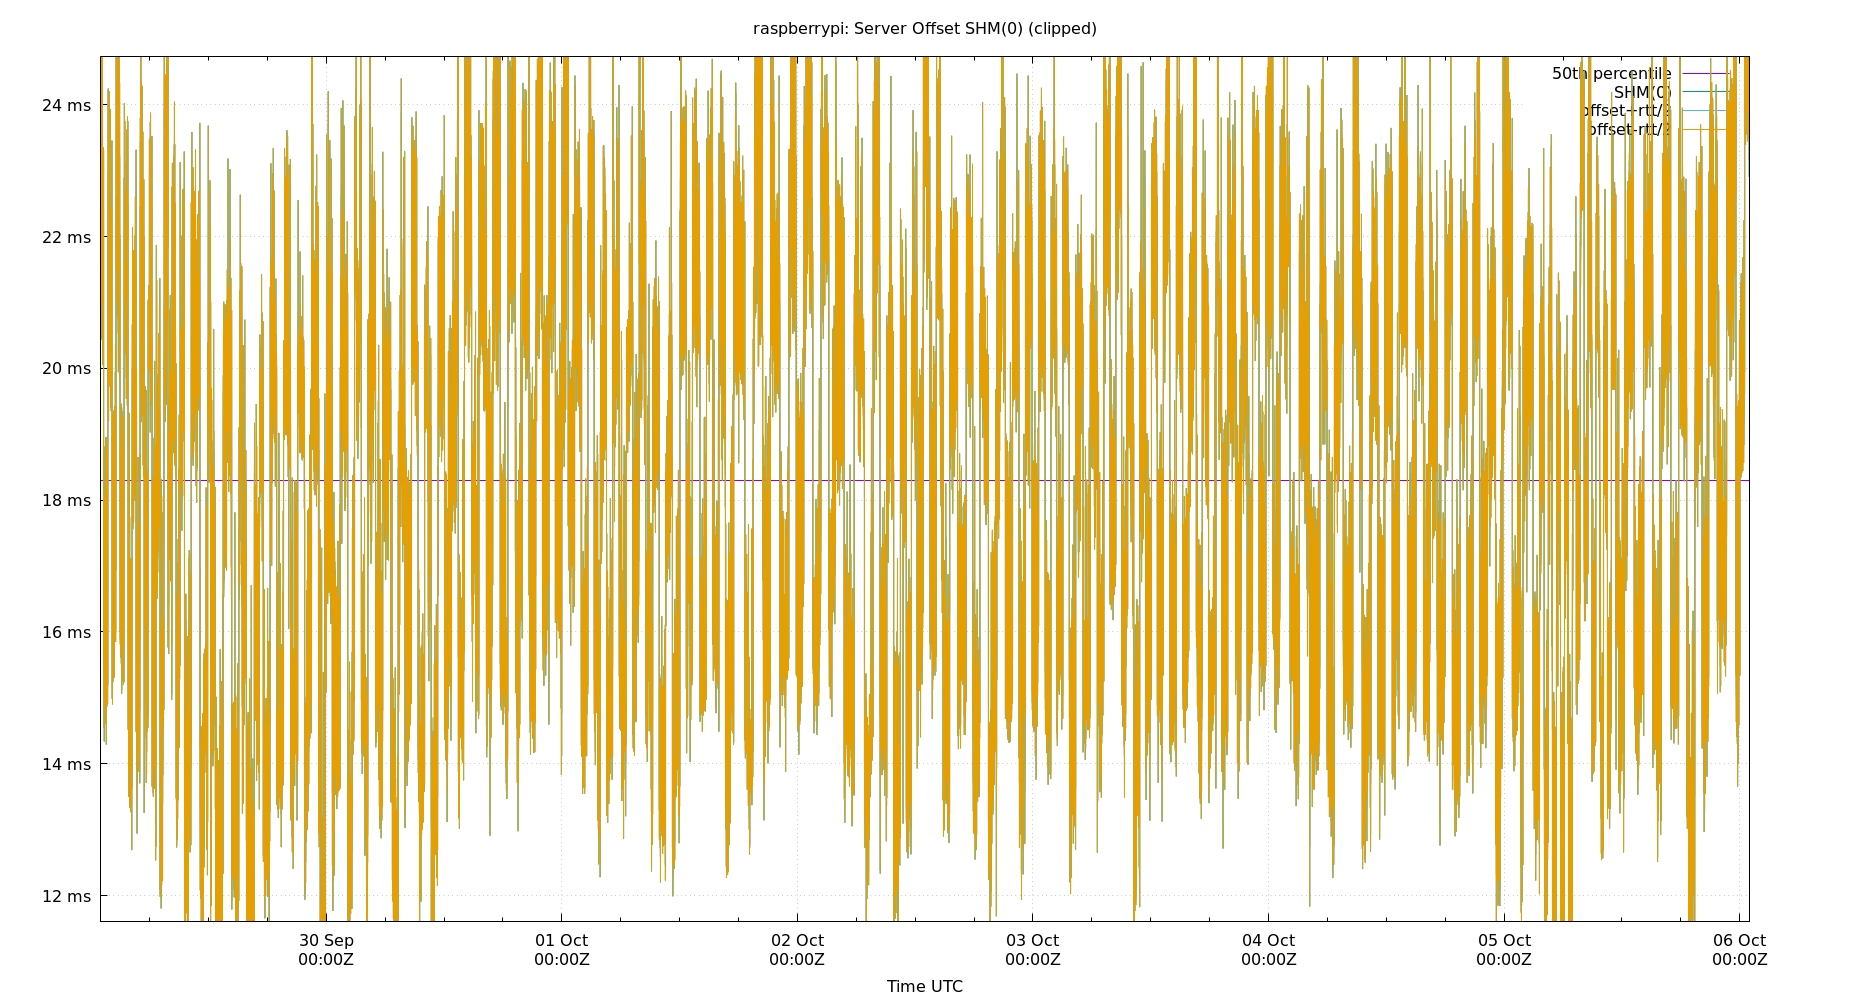 raspberrypi: Server Offset SHM(0) (clipped)
50th percentile
SHM(0)
offset+rtt/2
offset-rtt/2
24 ms
22 ms
20 ms
18 ms
16 ms
14 ms
12 ms
30 Sep 01 Oct 02 Oct 03 Oct 04 Oct 05 Oct 06 Oct
00:00Z 00:00Z 00:00Z 00:00Z 00:00Z 00:00Z 00:00Z
Time UTC